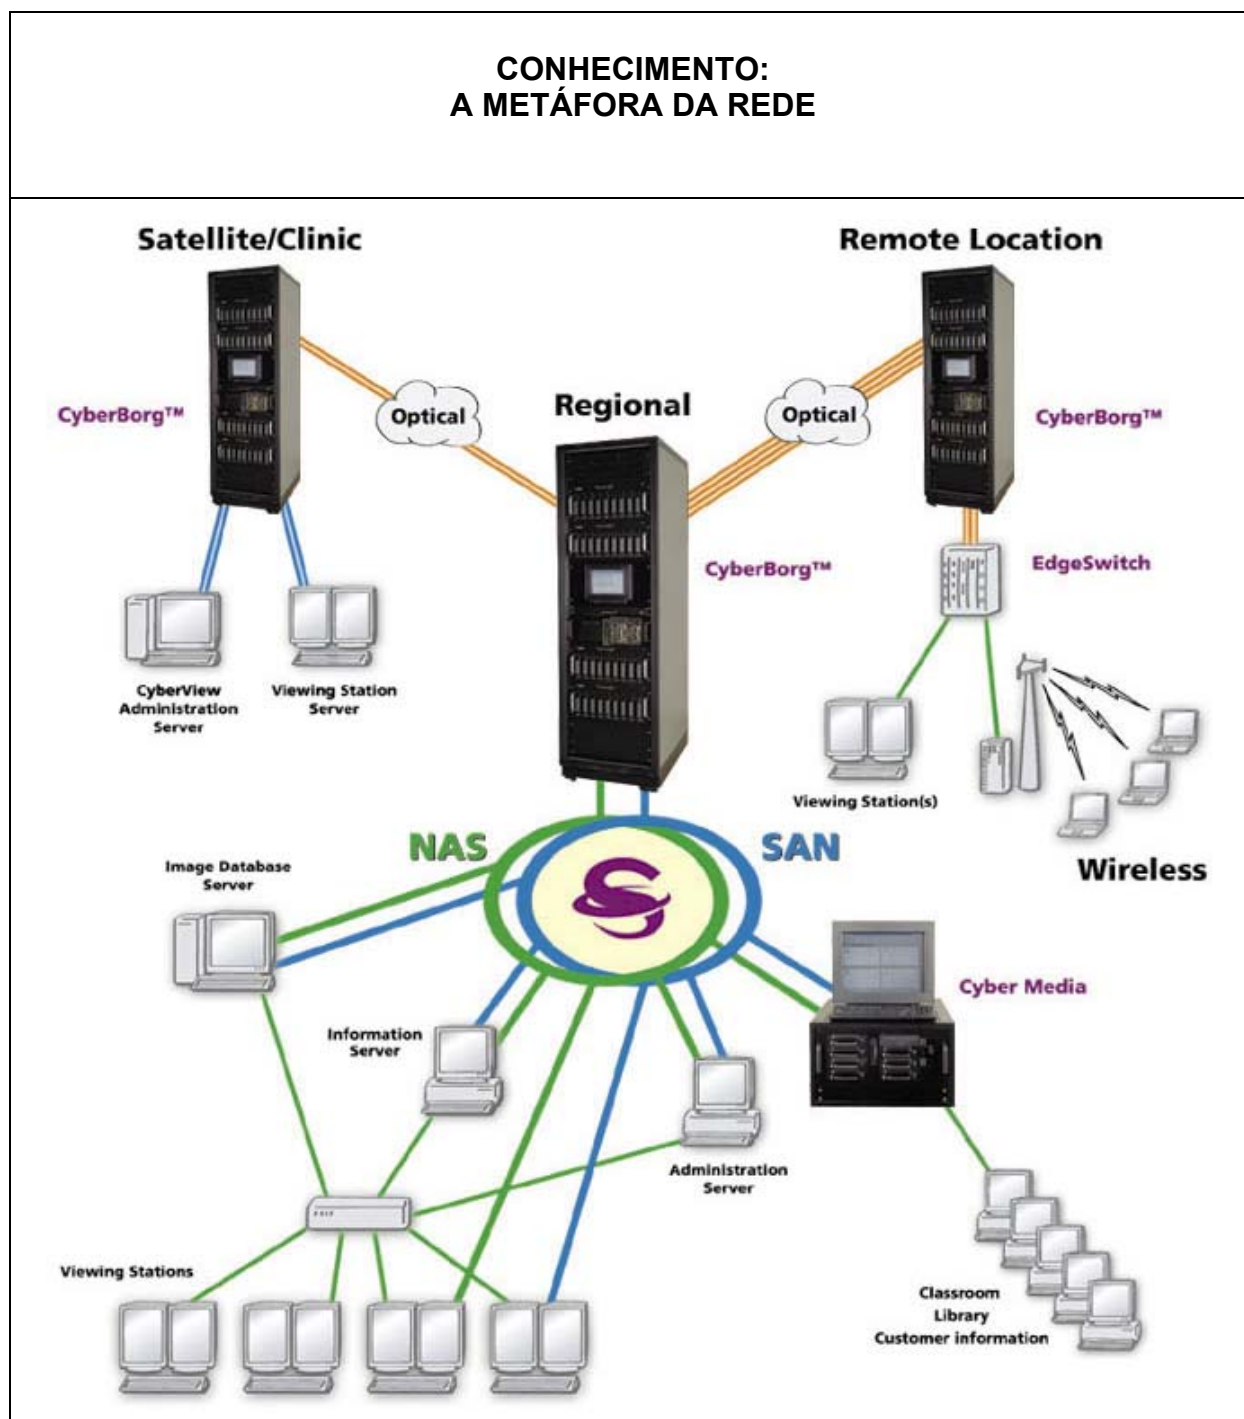 CONHECIMENTO:
A METÁFORA DA REDE
Satellite/Clinic
Remote Location
CyberBorg™
Optical
Regional
Optical
CyberBorg™
CyberBorg™
EdgeSwitch
CyberView
Administration
Server
Viewing Station
Server
Viewing Station(s)
Wireless
NAS
SAN
Image Database
Server
Cyber Media
Information
Server
Administration
Server
Viewing Stations
Classroom
Library
Customer information